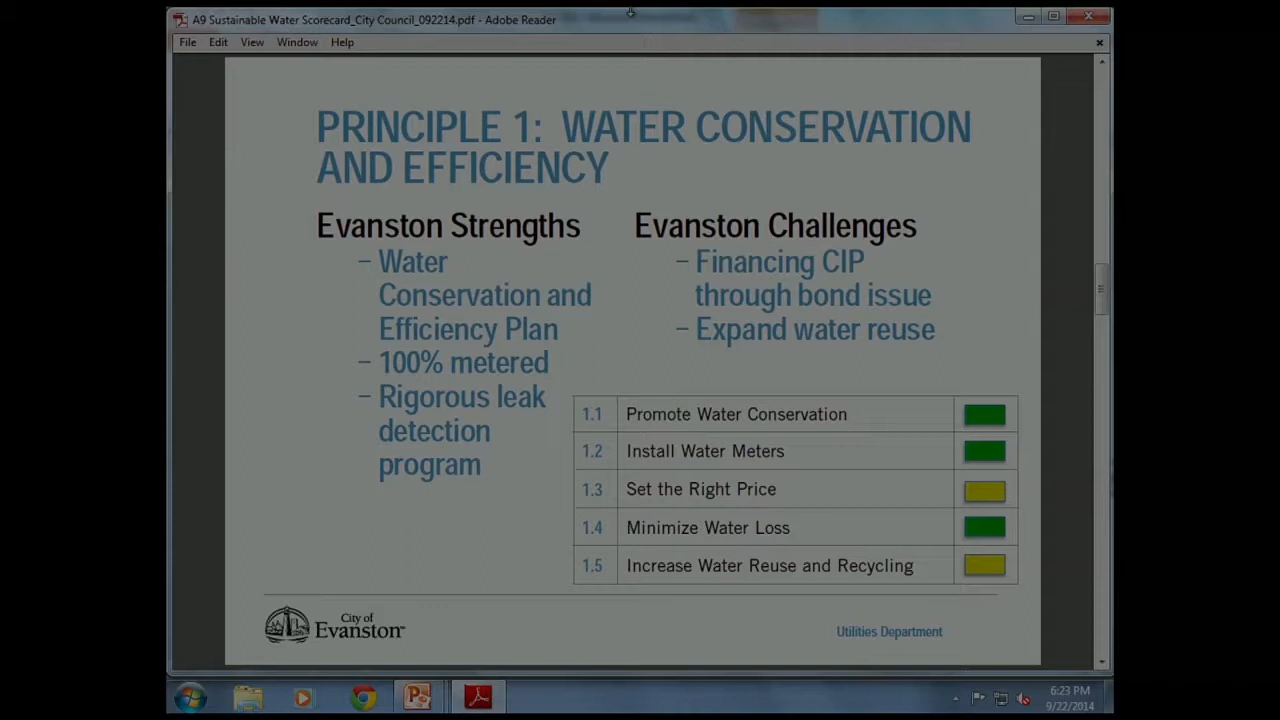 A9 Sustainable Water Scorecard_City Council_092214.pdf - Adobe Reader
File Edit View Window Help
PRINCIPLE 1: WATER CONSERVATION
AND EFFICIENCY
Evanston Strengths
– Water
Conservation and
Efficiency Plan
– 100% metered
– Rigorous leak
detection
program
Evanston Challenges
– Financing CIP
through bond issue
– Expand water reuse
1.1 Promote Water Conservation
1.2 Install Water Meters
1.3 Set the Right Price
1.4 Minimize Water Loss
1.5 Increase Water Reuse and Recycling
City of
Evanston
Utilities Department
6:23 PM
9/22/2014